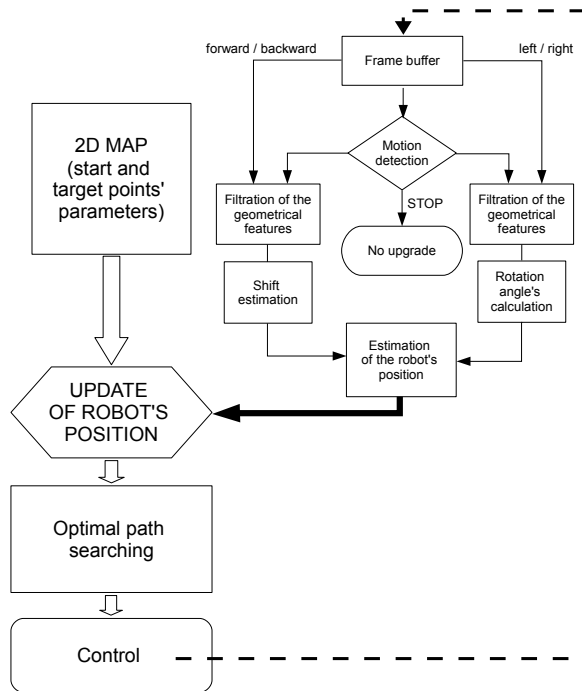 forward / backward
left / right
Frame buffer
2D MAP
(start and
target points'
parameters)
Motion
detection
STOP
Filtration of the
geometrical
features
Filtration of the
geometrical
features
No upgrade
Shift
estimation
Rotation
angle's
calculation
Estimation
of the robot's
position
UPDATE
OF ROBOT'S
POSITION
Optimal path
searching
Control